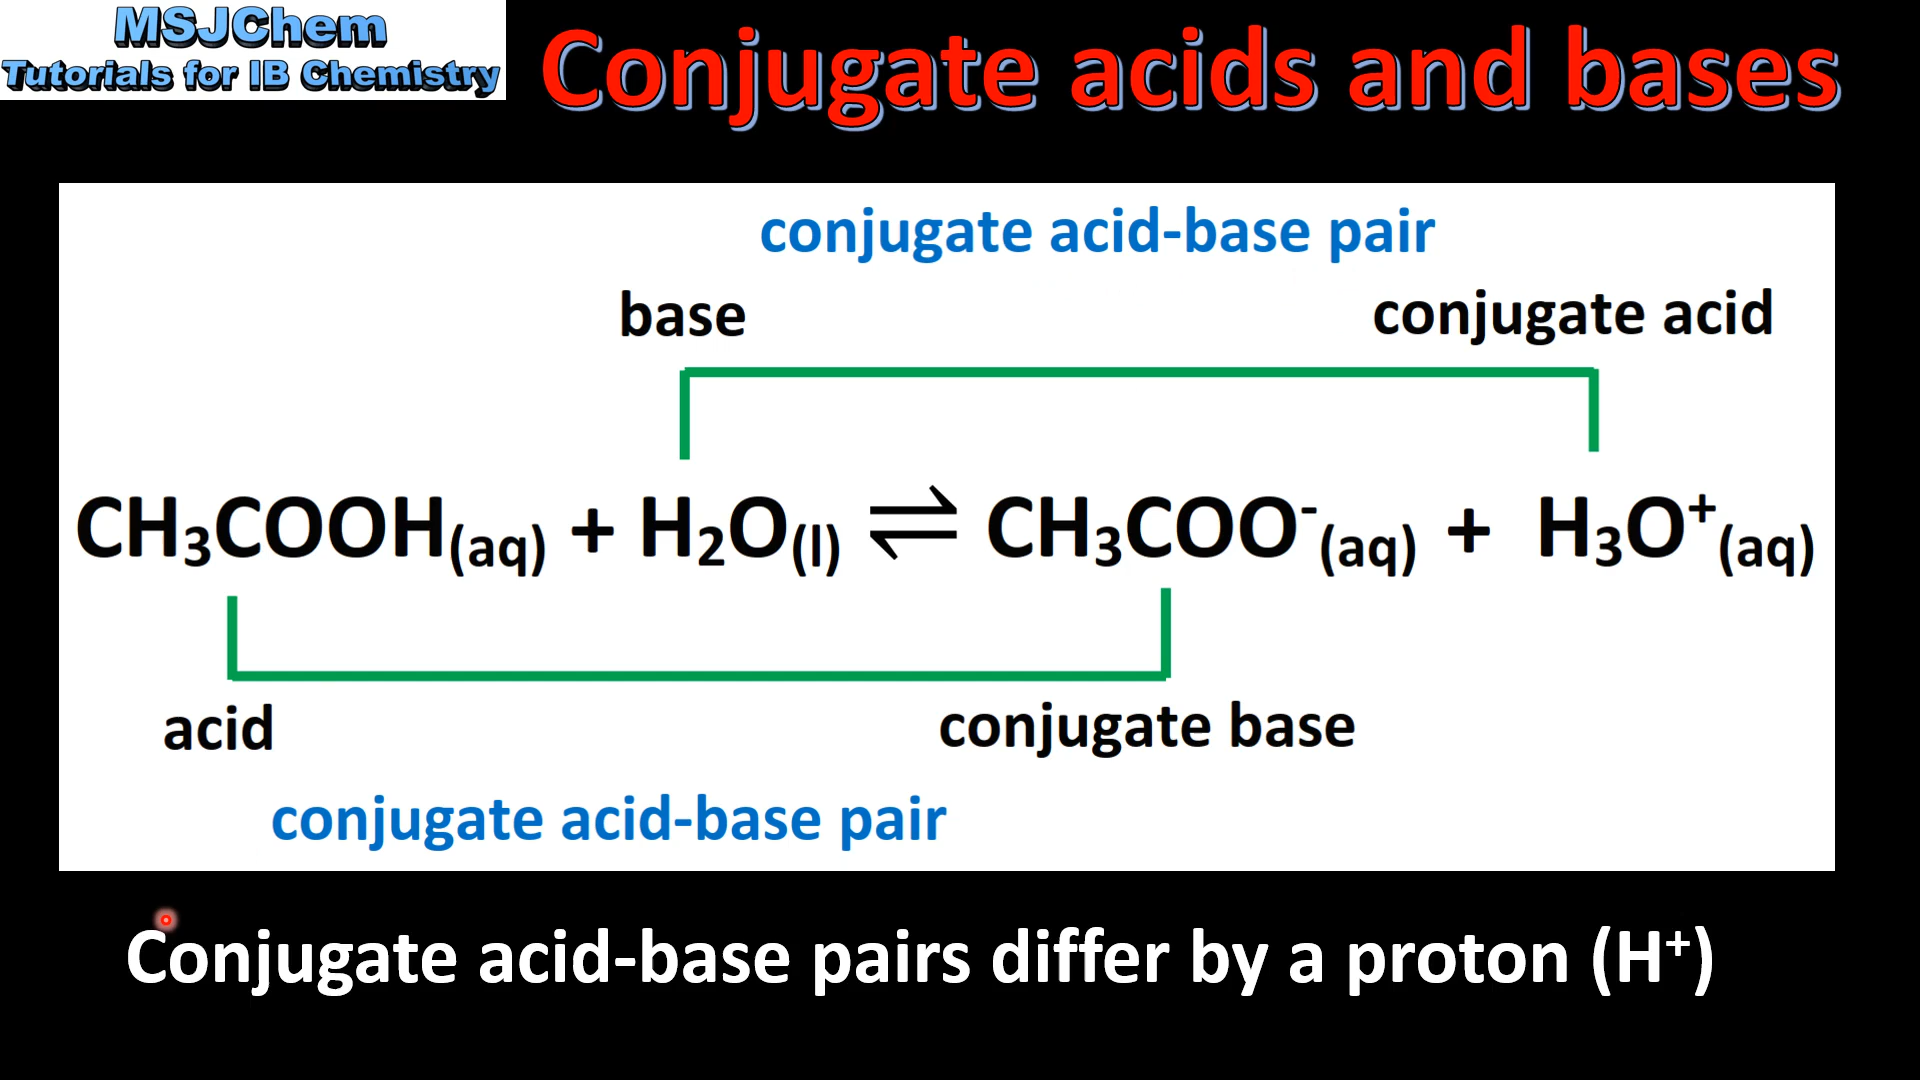 MSJChem
Tutorials for IB Chemistry
Conjugate acids and bases
conjugate acid-base pair
base
conjugate acid
CH₃COOH(aq) + H₂O(l) ⇌ CH₃COO⁻(aq) + H₃O⁺(aq)
acid
conjugate base
conjugate acid-base pair
Conjugate acid-base pairs differ by a proton (H⁺)